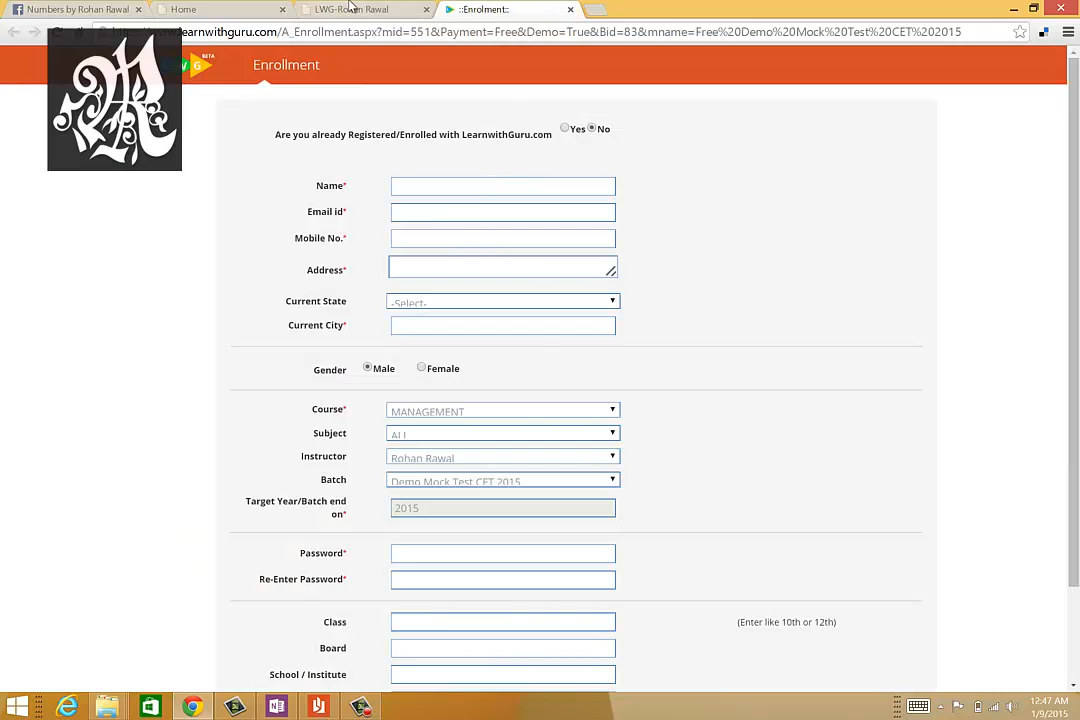 Numbers by Rohan Rawal
Home
LWG-Rohan Rawal
::Enrolment::
www.learnwithguru.com/A_Enrollment.aspx?mid=551&Payment=Free&Demo=True&Bid=83&mname=Free%20Demo%20Mock%20Test%20CET%202015
WG BETA
Enrollment
Are you already Registered/Enrolled with LearnwithGuru.com Yes No
Name*
Email id*
Mobile No.*
Address*
Current State -Select-
Current City*
Gender Male Female
Course* MANAGEMENT
Subject ALL
Instructor Rohan Rawal
Batch Demo Mock Test CET 2015
Target Year/Batch end on* 2015
Password*
Re-Enter Password*
Class (Enter like 10th or 12th)
Board
School / Institute
12:47 AM
1/9/2015